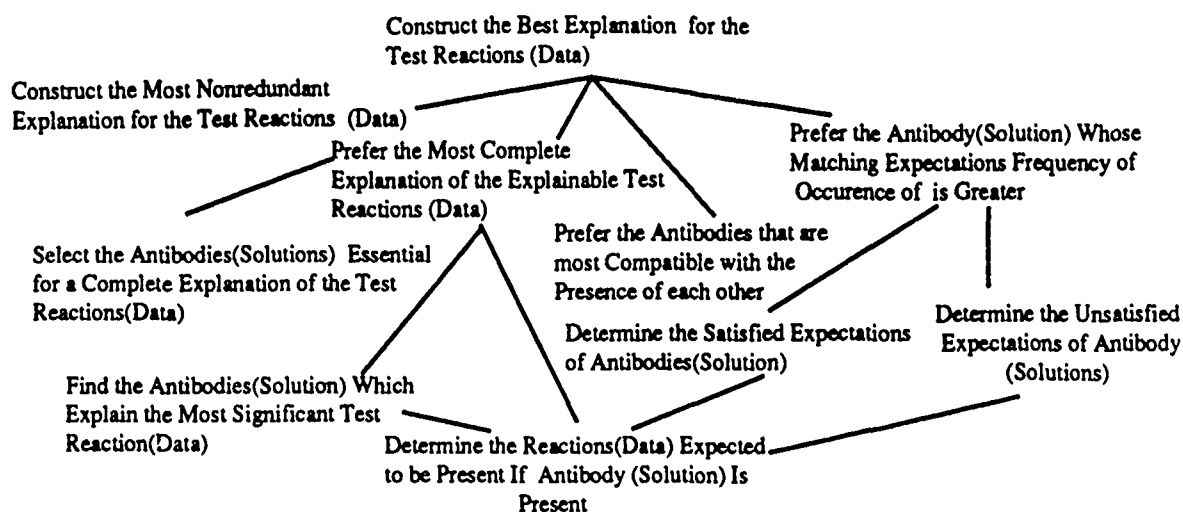 Construct the Best Explanation for the
Test Reactions (Data)
Construct the Most Nonredundant
Explanation for the Test Reactions (Data)
Prefer the Most Complete
Explanation of the Explainable Test
Reactions (Data)
Prefer the Antibody(Solution) Whose
Matching Expectations Frequency of
Occurence of is Greater
Select the Antibodies(Solutions) Essential
for a Complete Explanation of the Test
Reactions(Data)
Prefer the Antibodies that are
most Compatible with the
Presence of each other
Determine the Satisfied Expectations
of Antibodies(Solution)
Determine the Unsatisfied
Expectations of Antibody
(Solutions)
Find the Antibodies(Solution) Which
Explain the Most Significant Test
Reaction(Data)
Determine the Reactions(Data) Expected
to be Present If Antibody (Solution) Is
Present